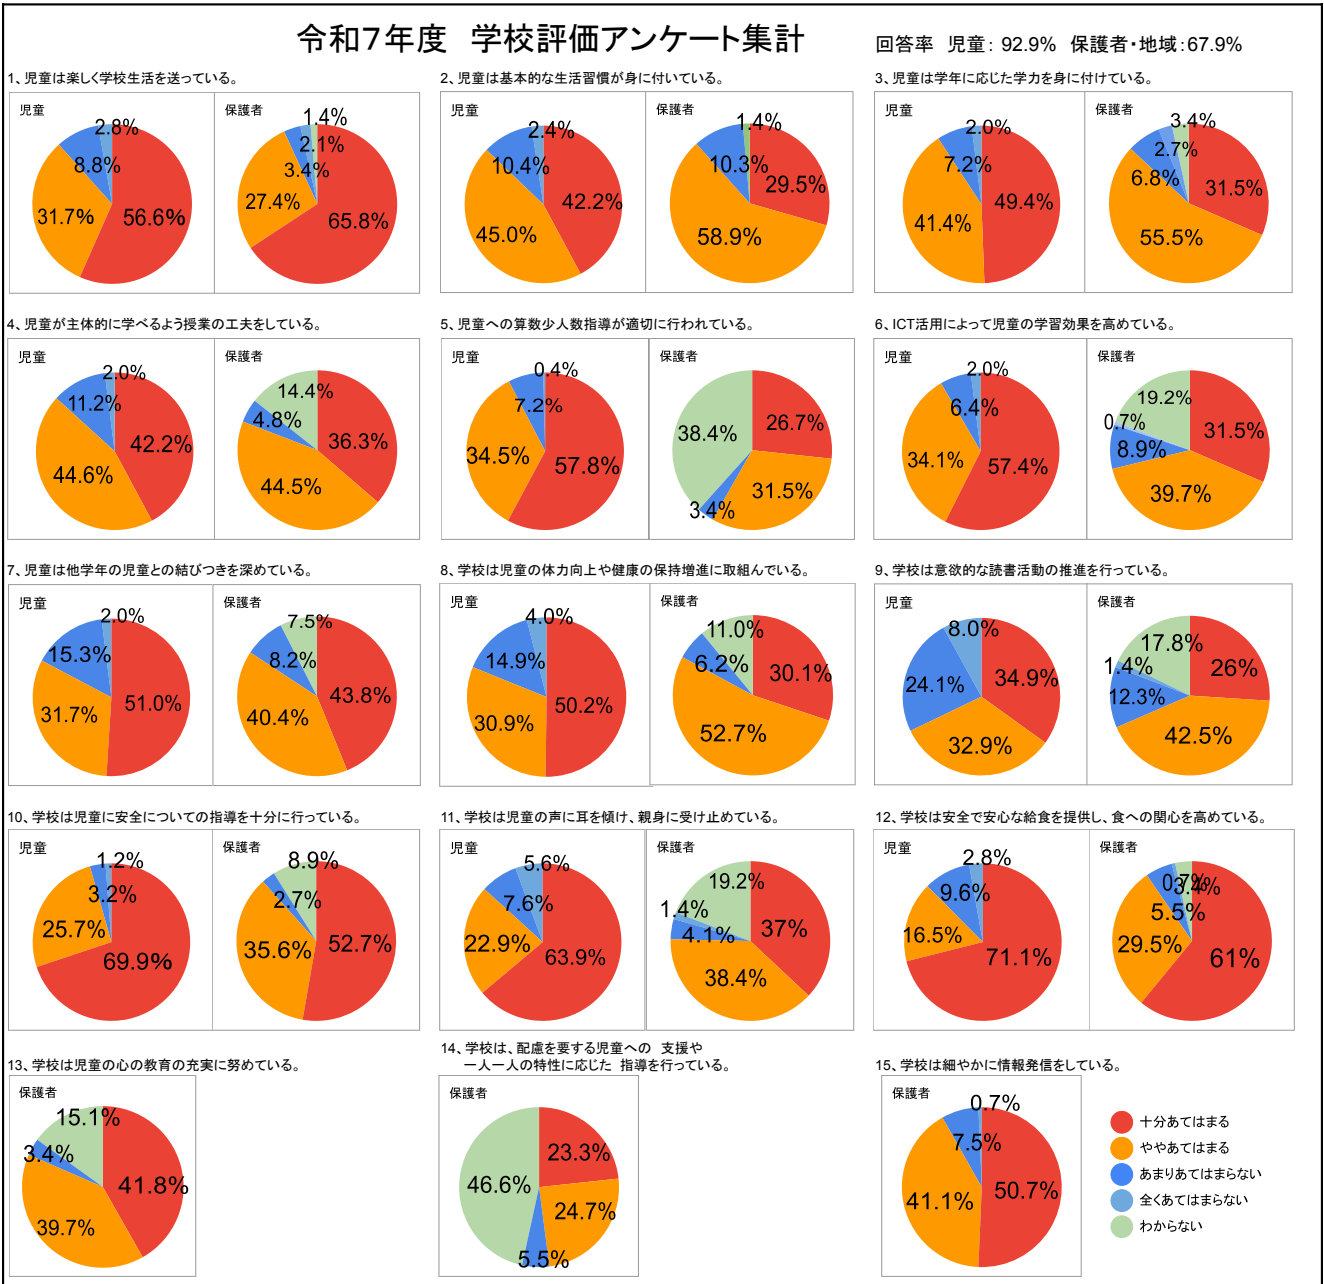 令和7年度 学校評価アンケート集計
回答率 児童: 92.9% 保護者・地域:67.9%
1、児童は楽しく学校生活を送っている。
児童
2.8%
8.8%
31.7%
56.6%
保護者
1.4%
2.1%
3.4%
27.4%
65.8%
2、児童は基本的な生活習慣が身に付いている。
児童
2.4%
10.4%
42.2%
45.0%
保護者
1.4%
10.3%
29.5%
58.9%
3、児童は学年に応じた学力を身に付けている。
児童
2.0%
7.2%
49.4%
41.4%
保護者
3.4%
2.7%
6.8%
31.5%
55.5%
4、児童が主体的に学べるよう授業の工夫をしている。
児童
2.0%
11.2%
42.2%
44.6%
保護者
14.4%
4.8%
36.3%
44.5%
5、児童への算数少人数指導が適切に行われている。
児童
0.4%
7.2%
34.5%
57.8%
保護者
26.7%
38.4%
31.5%
3.4%
6、ICT活用によって児童の学習効果を高めている。
児童
2.0%
6.4%
34.1%
57.4%
保護者
19.2%
0.7%
31.5%
8.9%
39.7%
7、児童は他学年の児童との結びつきを深めている。
児童
2.0%
15.3%
51.0%
31.7%
保護者
7.5%
8.2%
43.8%
40.4%
8、学校は児童の体力向上や健康の保持増進に取組んでいる。
児童
4.0%
14.9%
50.2%
30.9%
保護者
11.0%
6.2%
30.1%
52.7%
9、学校は意欲的な読書活動の推進を行っている。
児童
8.0%
24.1%
34.9%
32.9%
保護者
17.8%
1.4%
26%
12.3%
42.5%
10、学校は児童に安全についての指導を十分に行っている。
児童
1.2%
3.2%
25.7%
69.9%
保護者
8.9%
2.7%
35.6%
52.7%
11、学校は児童の声に耳を傾け、親身に受け止めている。
児童
5.6%
7.6%
22.9%
63.9%
保護者
19.2%
1.4%
4.1%
37%
38.4%
12、学校は安全で安心な給食を提供し、食への関心を高めている。
児童
2.8%
9.6%
16.5%
71.1%
保護者
0.7%
3.4%
5.5%
29.5%
61%
13、学校は児童の心の教育の充実に努めている。
保護者
15.1%
3.4%
41.8%
39.7%
14、学校は、配慮を要する児童への 支援や
一人一人の特性に応じた 指導を行っている。
保護者
23.3%
46.6%
24.7%
5.5%
15、学校は細やかに情報発信をしている。
保護者
0.7%
7.5%
41.1%
50.7%
十分あてはまる
ややあてはまる
あまりあてはまらない
全くあてはまらない
わからない